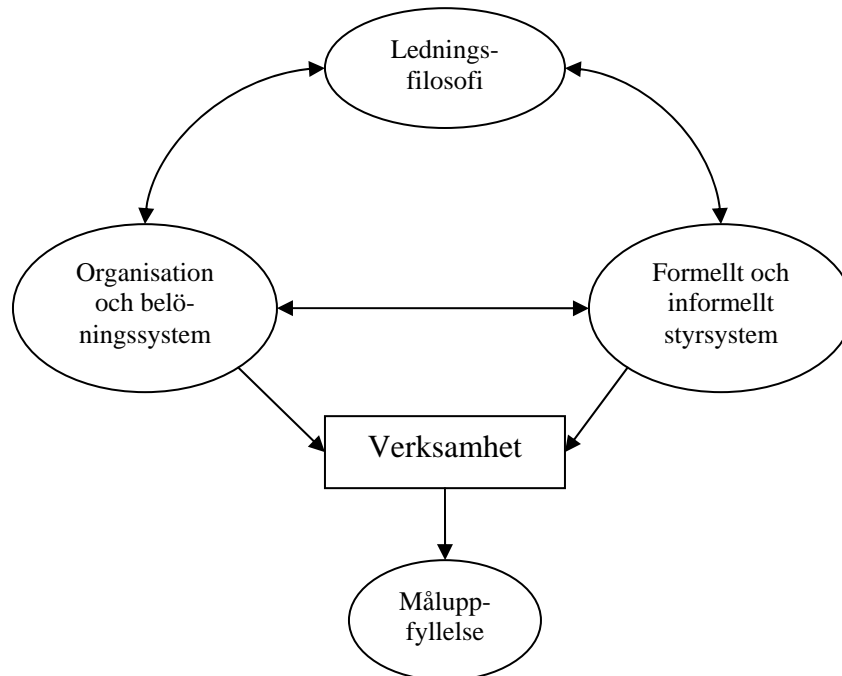 Lednings-
filosofi
Organisation
och belö-
ningssystem
Formellt och
informellt
styrsystem
Verksamhet
Målupp-
fyllelse